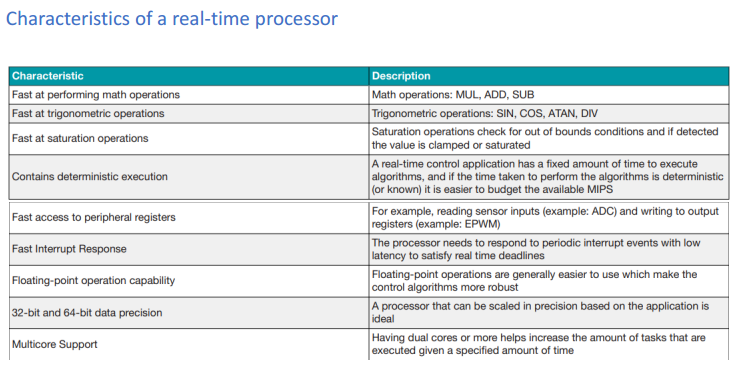 Characteristics of a real-time processor
Characteristic Description
Fast at performing math operations Math operations: MUL, ADD, SUB
Fast at trigonometric operations Trigonometric operations: SIN, COS, ATAN, DIV
Fast at saturation operations Saturation operations check for out of bounds conditions and if detected
the value is clamped or saturated
Contains deterministic execution A real-time control application has a fixed amount of time to execute
algorithms, and if the time taken to perform the algorithms is deterministic
(or known) it is easier to budget the available MIPS
Fast access to peripheral registers For example, reading sensor inputs (example: ADC) and writing to output
registers (example: EPWM)
Fast Interrupt Response The processor needs to respond to periodic interrupt events with low
latency to satisfy real time deadlines
Floating-point operation capability Floating-point operations are generally easier to use which make the
control algorithms more robust
32-bit and 64-bit data precision A processor that can be scaled in precision based on the application is
ideal
Multicore Support Having dual cores or more helps increase the amount of tasks that are
executed given a specified amount of time